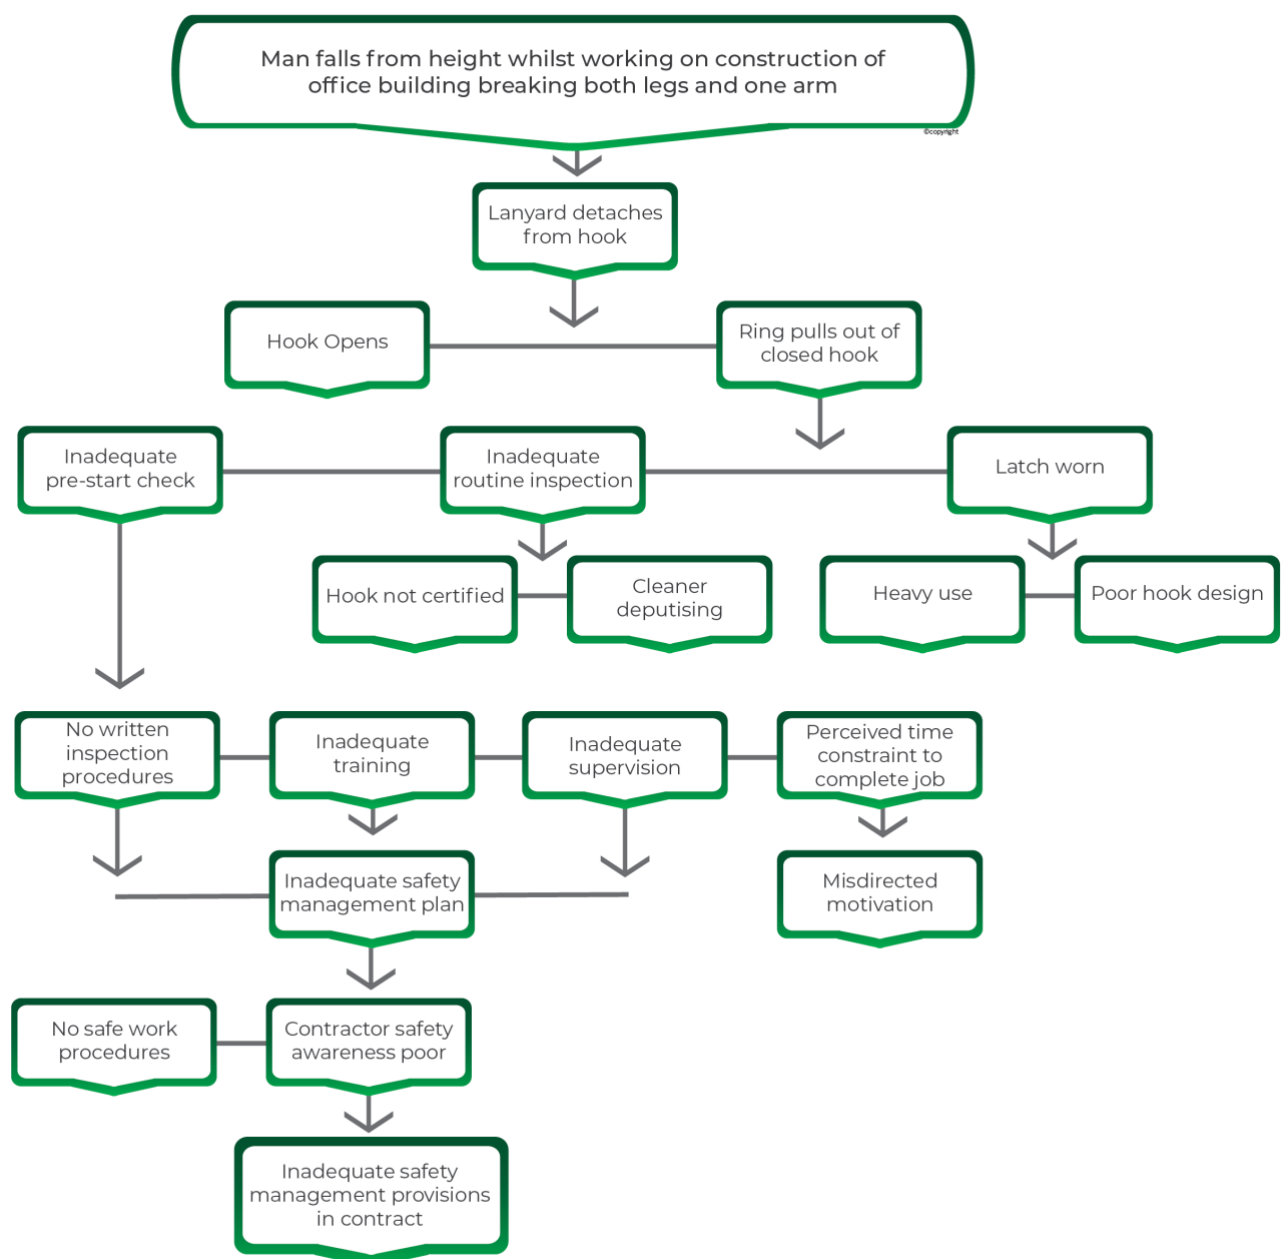 Man falls from height whilst working on construction of
office building breaking both legs and one arm
©copyright
Lanyard detaches
from hook
Hook Opens
Ring pulls out of
closed hook
Inadequate
pre-start check
Inadequate
routine inspection
Latch worn
Hook not certified
Cleaner
deputising
Heavy use
Poor hook design
No written
inspection
procedures
Inadequate
training
Inadequate
supervision
Perceived time
constraint to
complete job
Inadequate safety
management plan
Misdirected
motivation
No safe work
procedures
Contractor safety
awareness poor
Inadequate safety
management provisions
in contract